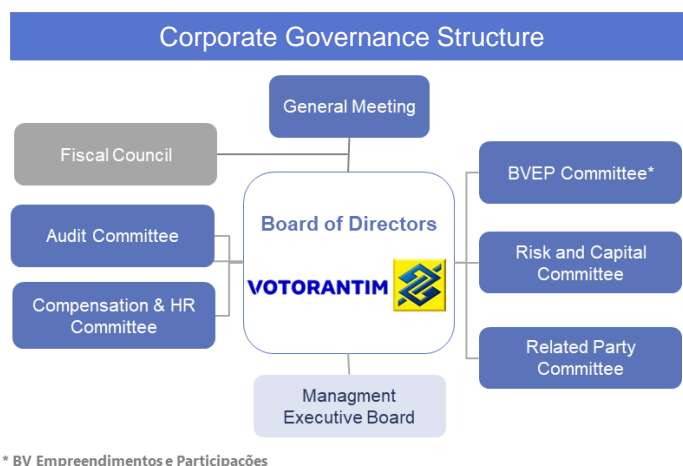 Corporate Governance Structure
General Meeting
Fiscal Council
BVEP Committee*
Audit Committee
Board of Directors
VOTORANTIM
Risk and Capital
Committee
Compensation & HR
Committee
Related Party
Committee
Managment
Executive Board
* BV Empreendimentos e Participações